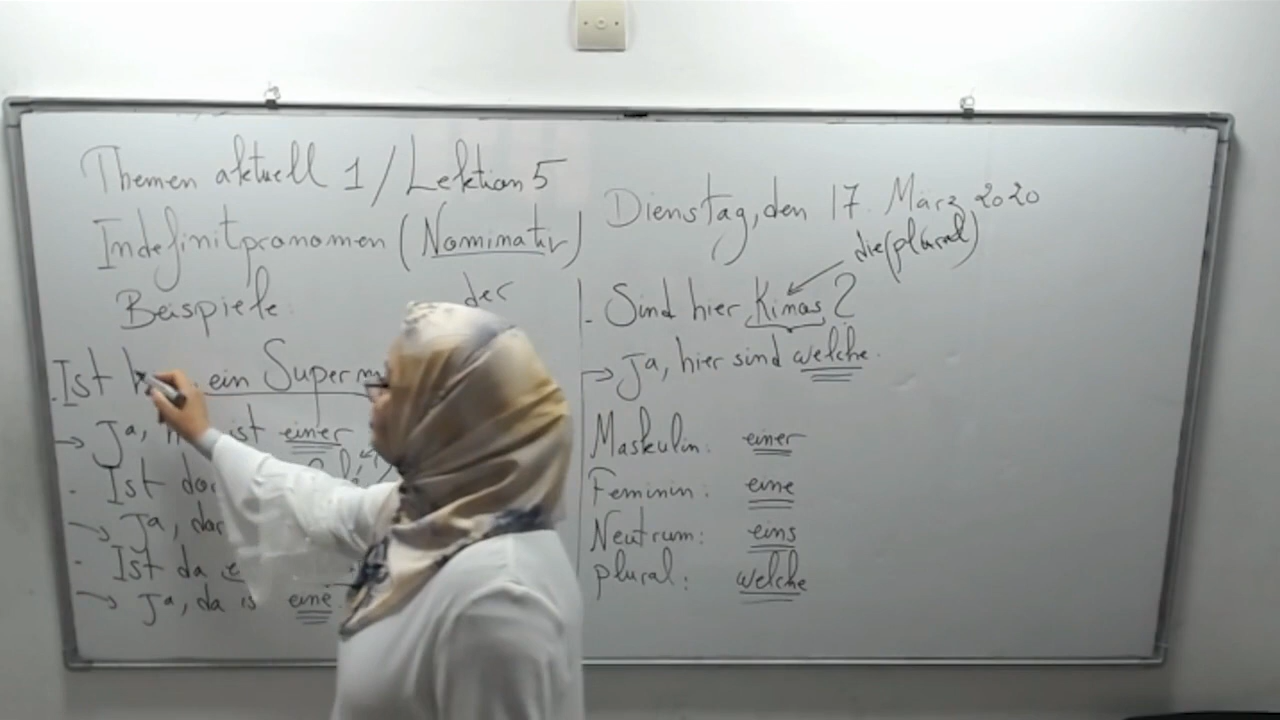 Themen aktuell 1 / Lektion 5
Indefinitpronomen (Nominativ)
Beispiele:
der
. Ist ein Super
→ Ja, ist einer
. Ist
→ Ja,
. Ist da
→ Ja, da is eine
Dienstag, den 17. März 2020
die (plural)
. Sind hier Kinos?
→ Ja, hier sind welche.
Maskulin: einer
Feminin: eine
Neutrum: eins
plural: welche